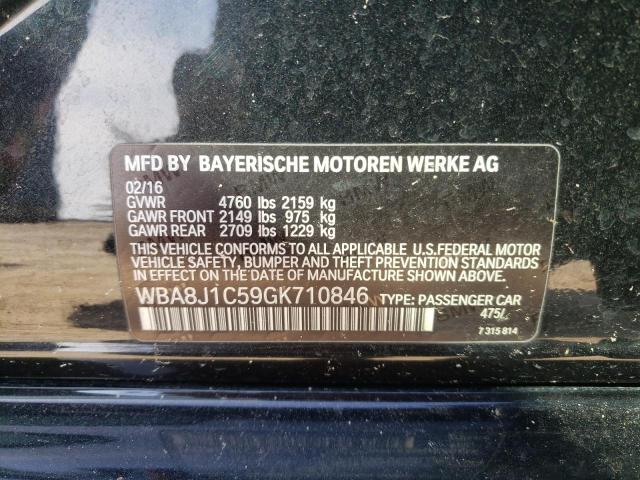 MFD BY BAYERISCHE MOTOREN WERKE AG
02/16
GVWR 4760 lbs 2159 kg
GAWR FRONT 2149 lbs 975 kg
GAWR REAR 2709 lbs 1229 kg
THIS VEHICLE CONFORMS TO ALL APPLICABLE U.S.FEDERAL MOTOR
VEHICLE SAFETY, BUMPER AND THEFT PREVENTION STANDARDS
IN EFFECT ON THE DATE OF MANUFACTURE SHOWN ABOVE.
WBA8J1C59GK710846 TYPE: PASSENGER CAR
475/
7 315 814